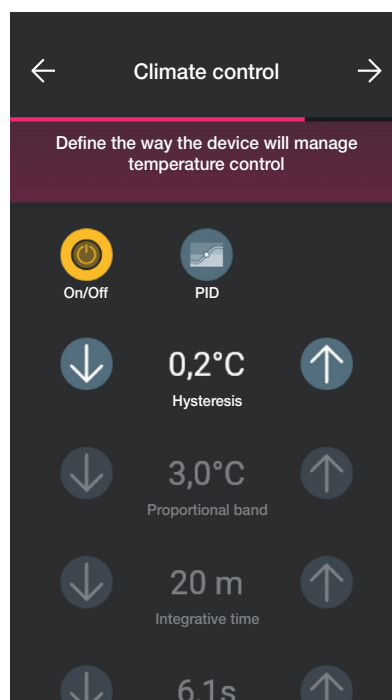 Climate control
Define the way the device will manage
temperature control
On/Off
PID
0,2°C
Hysteresis
3,0°C
Proportional band
20 m
Integrative time
6.1s